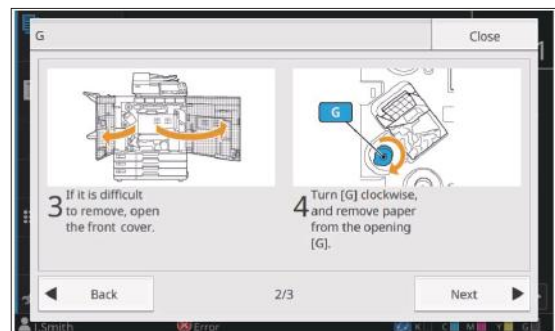 G
Close
G
3 If it is difficult
to remove, open
the front cover.
4 Turn [G] clockwise,
and remove paper
from the opening
[G].
Back
2/3
Next
J.Smith
Error
K C M Y G